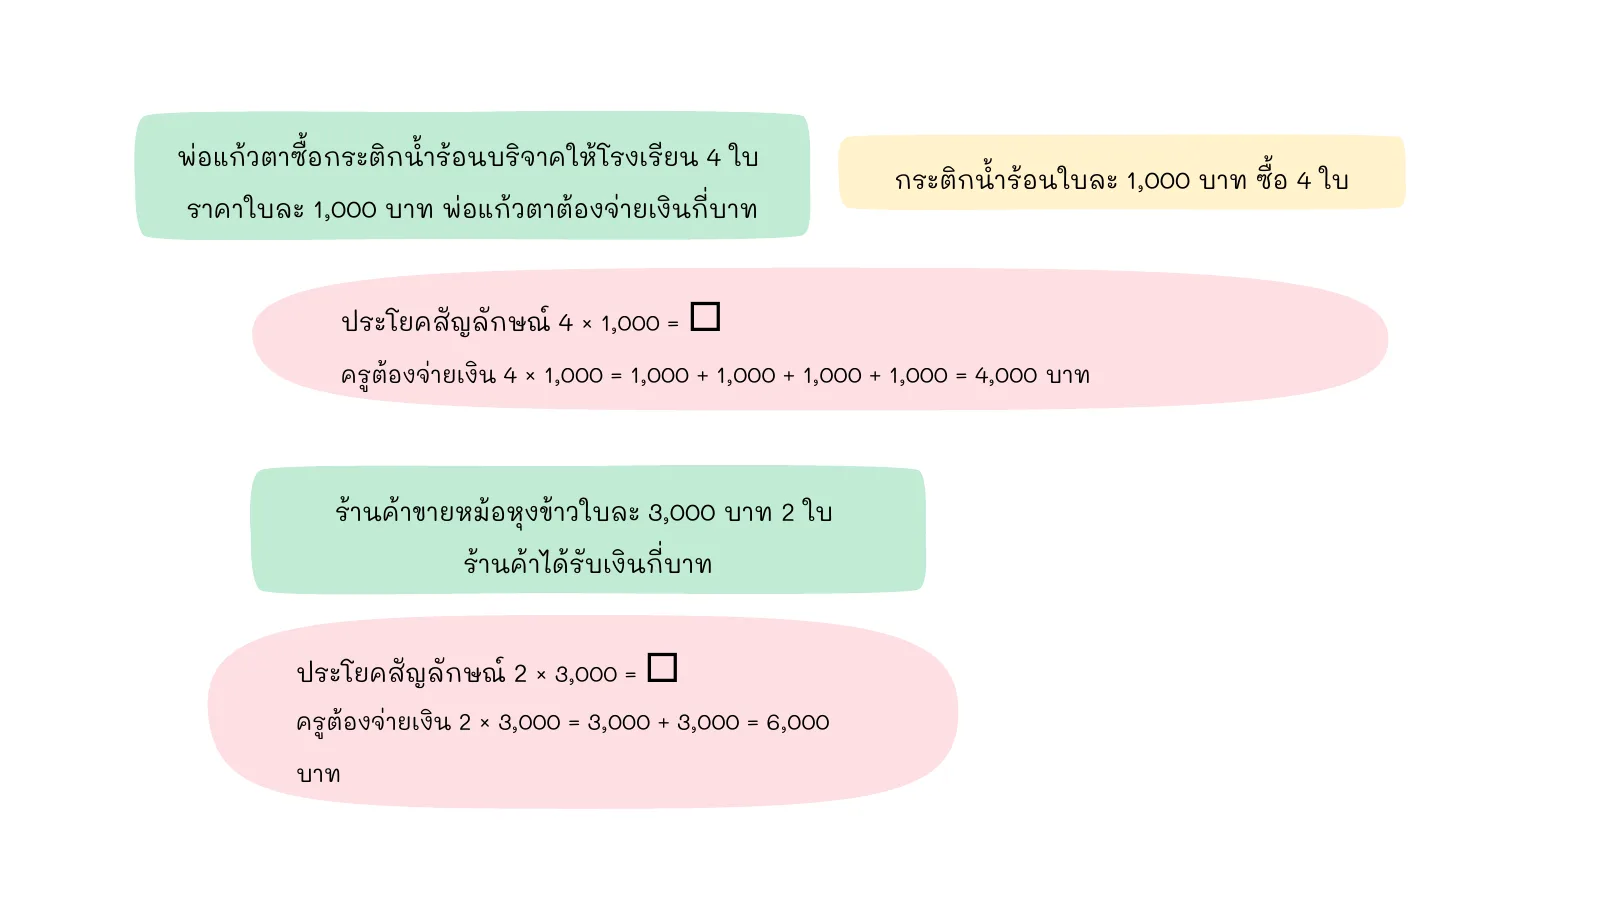 พ่อแก้วตาซื้อกระติกน้ำร้อนบริจาคให้โรงเรียน 4 ใบ
ราคาใบละ 1,000 บาท พ่อแก้วตาต้องจ่ายเงินกี่บาท
กระติกน้ำร้อนใบละ 1,000 บาท ซื้อ 4 ใบ
ประโยคสัญลักษณ์ 4 × 1,000 = □
ครูต้องจ่ายเงิน 4 × 1,000 = 1,000 + 1,000 + 1,000 + 1,000 = 4,000 บาท
ร้านค้าขายหม้อหุงข้าวใบละ 3,000 บาท 2 ใบ
ร้านค้าได้รับเงินกี่บาท
ประโยคสัญลักษณ์ 2 × 3,000 = □
ครูต้องจ่ายเงิน 2 × 3,000 = 3,000 + 3,000 = 6,000
บาท